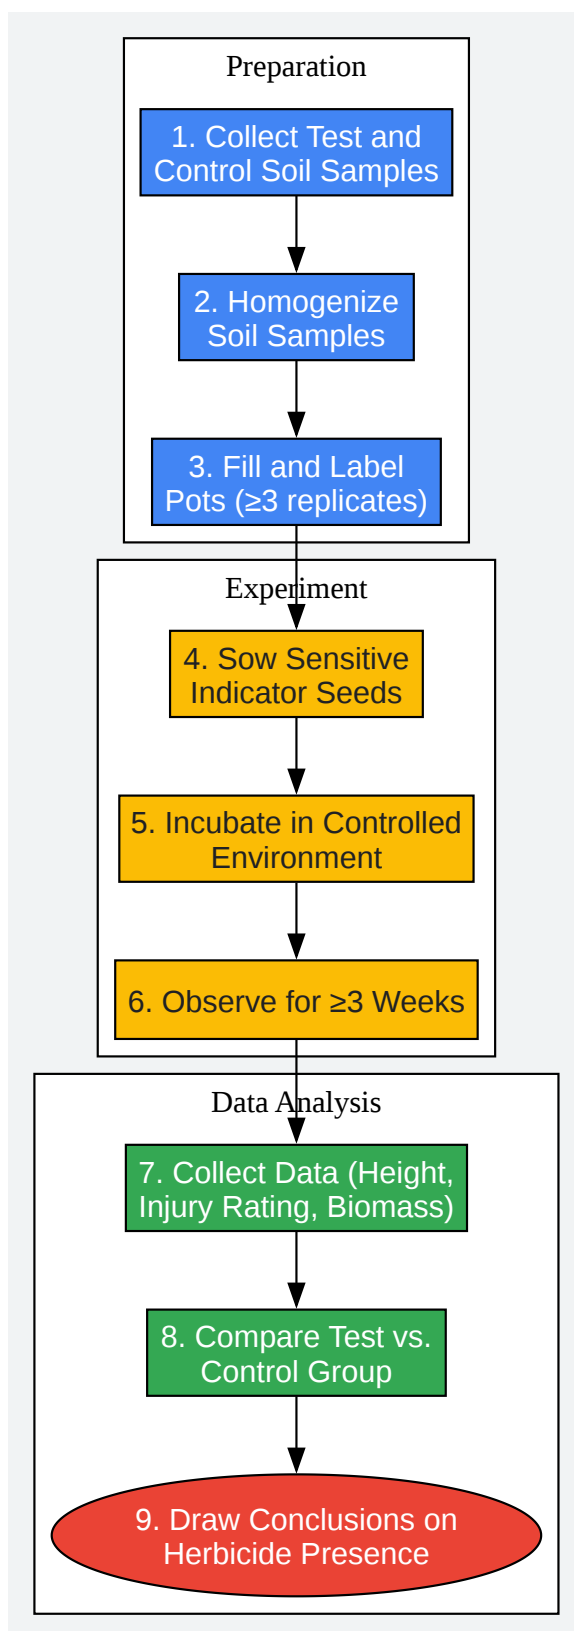 Preparation
1. Collect Test and
Control Soil Samples
2. Homogenize
Soil Samples
3. Fill and Label
Pots (≥3 replicates)
Experiment
4. Sow Sensitive
Indicator Seeds
5. Incubate in Controlled
Environment
6. Observe for ≥3 Weeks
Data Analysis
7. Collect Data (Height,
Injury Rating, Biomass)
8. Compare Test vs.
Control Group
9. Draw Conclusions on
Herbicide Presence